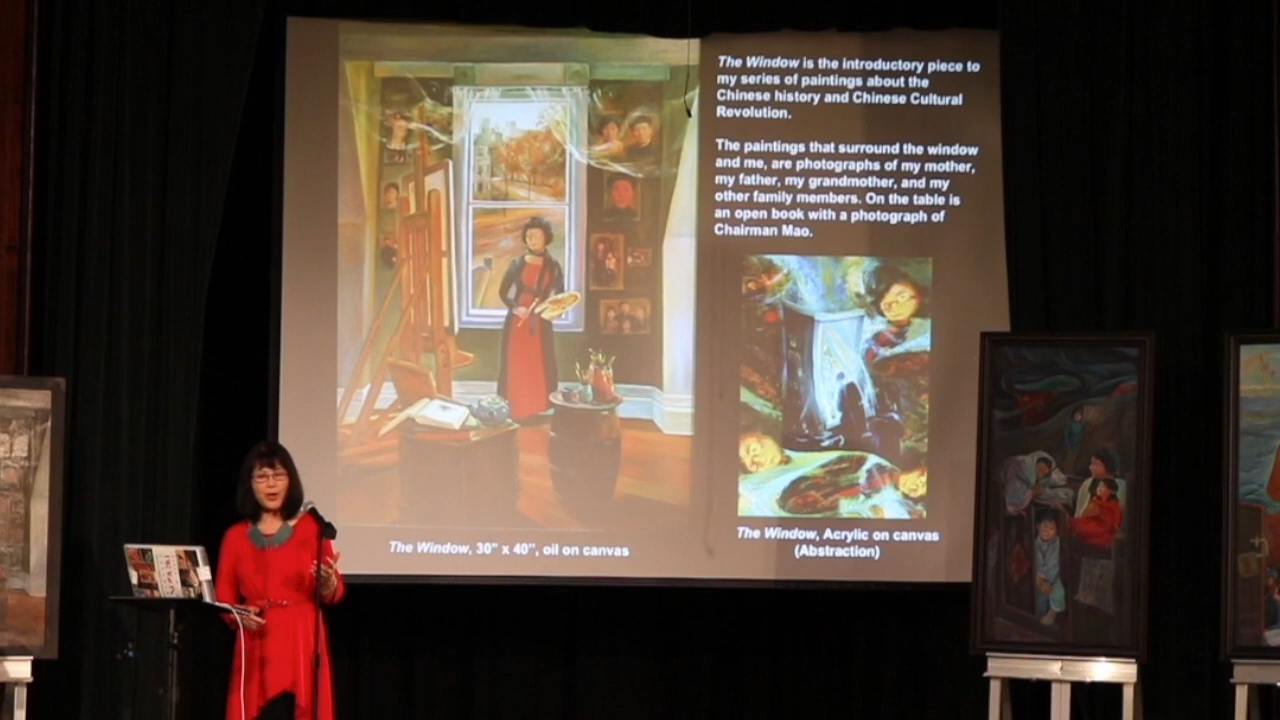 The Window is the introductory piece to
my series of paintings about the
Chinese history and Chinese Cultural
Revolution.
The paintings that surround the window
and me, are photographs of my mother,
my father, my grandmother, and my
other family members. On the table is
an open book with a photograph of
Chairman Mao.
The Window, 30" x 40", oil on canvas
The Window, Acrylic on canvas
(Abstraction)